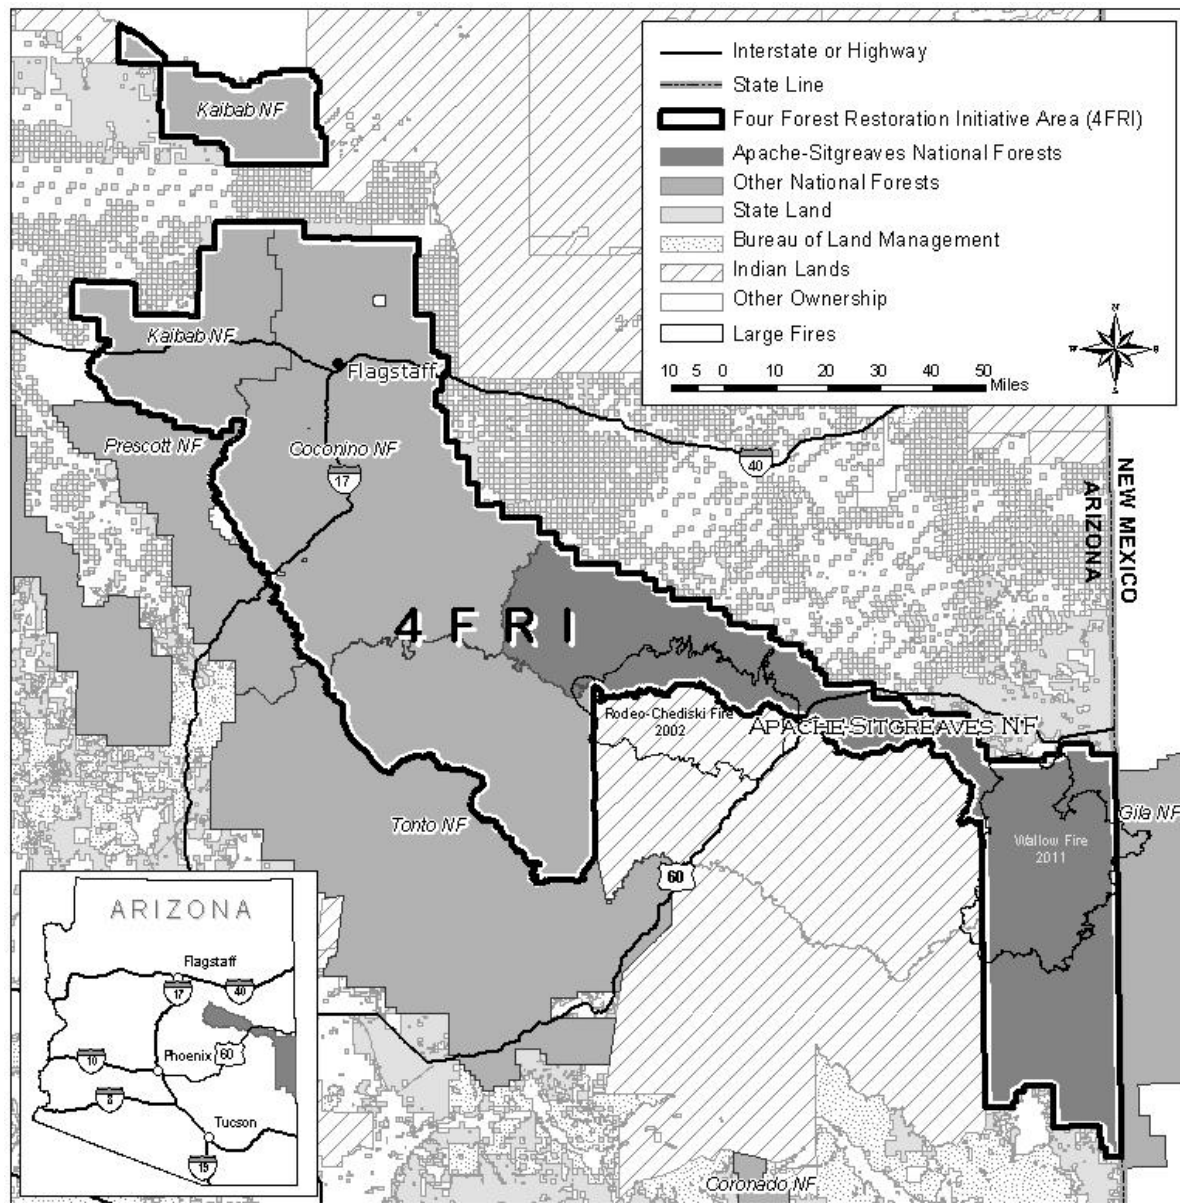 Interstate or Highway
State Line
Four Forest Restoration Initiative Area (4FRI)
Apache-Sitgreaves National Forests
Other National Forests
State Land
Bureau of Land Management
Indian Lands
Other Ownership
Large Fires
10 5 0 10 20 30 40 50
Miles
N
W E
S
Kaibab NF
Kaibab NF
Flagstaff
Prescott NF
Coconino NF
17
40
NEW MEXICO
ARIZONA
4FRI
Rodeo-Chediski Fire
2002
APACHE-SITGREAVES NF
Tonto NF
60
Wallow Fire
2011
Gila NF
Coronado NF
ARIZONA
Flagstaff
17
40
Phoenix
60
10
8
Tucson
19